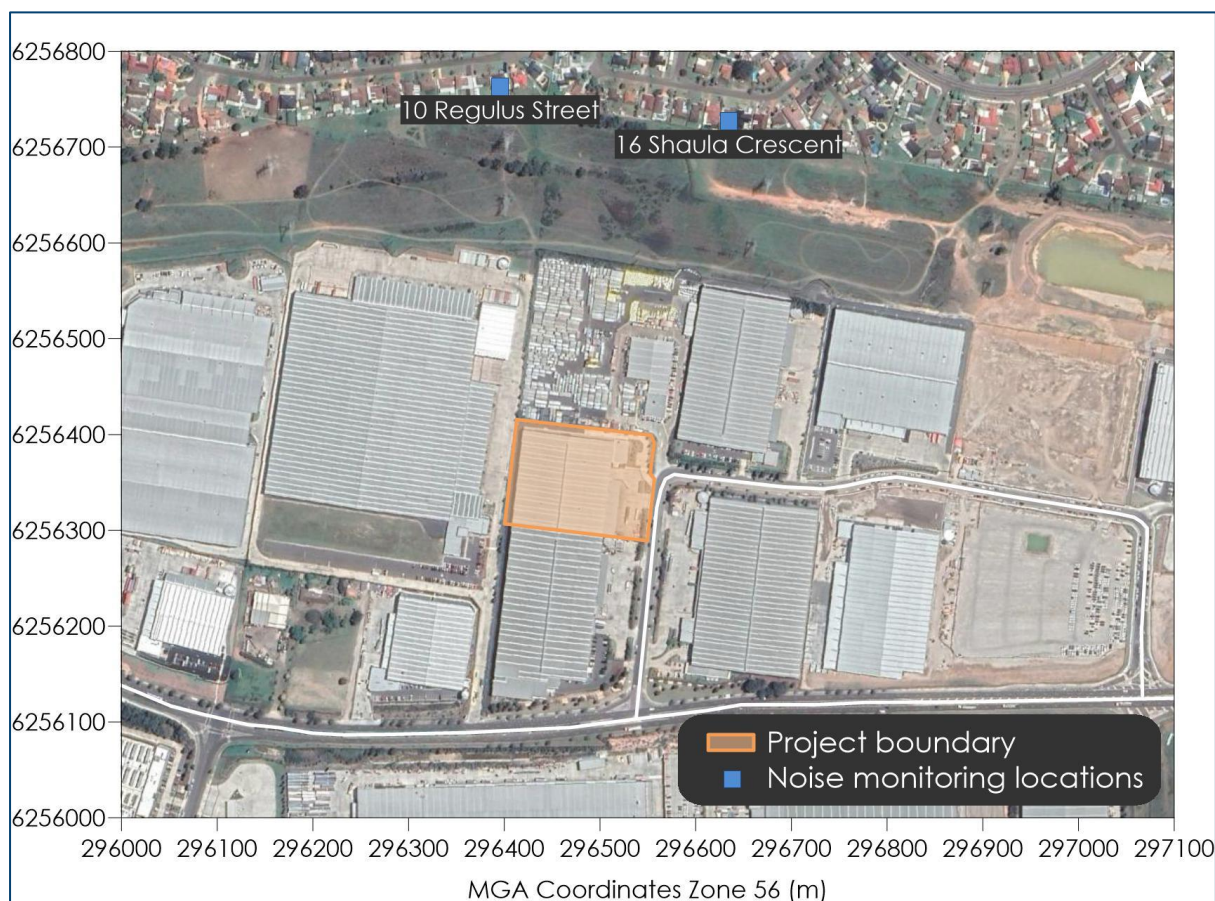 6256800
N
10 Regulus Street
16 Shaula Crescent
6256700
6256600
6256500
6256400
6256300
6256200
6256100
Project boundary
Noise monitoring locations
6256000
296000 296100 296200 296300 296400 296500 296600 296700 296800 296900 297000 297100
MGA Coordinates Zone 56 (m)